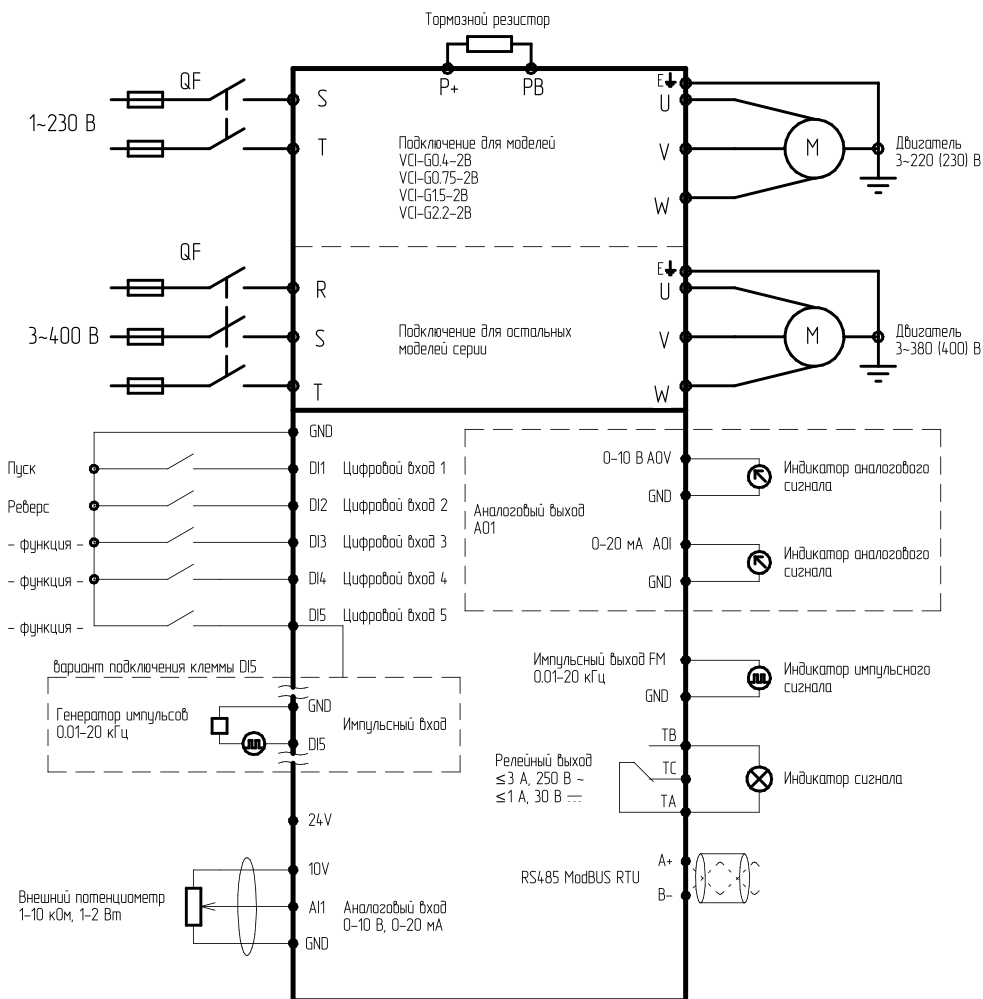 Тормозной резистор
P+
PB
QF
1~230 В
S
T
Подключение для моделей
VCI-G0.4-2B
VCI-G0.75-2B
VCI-G1.5-2B
VCI-G2.2-2B
E
U
V
W
M
Двигатель
3~220 (230) В
QF
3~400 В
R
S
T
Подключение для остальных
моделей серии
E
U
V
W
M
Двигатель
3~380 (400) В
GND
Пуск
DI1 Цифровой вход 1
Реверс
DI2 Цифровой вход 2
- функция -
DI3 Цифровой вход 3
- функция -
DI4 Цифровой вход 4
- функция -
DI5 Цифровой вход 5
Аналоговый выход
AO1
0-10 В AOV
GND
Индикатор аналогового
сигнала
0-20 мА AOI
GND
Индикатор аналогового
сигнала
вариант подключения клеммы DI5
Генератор импульсов
0.01-20 кГц
GND
Импульсный вход
DI5
Импульсный выход FM
0.01-20 кГц
GND
Индикатор импульсного
сигнала
Релейный выход
≤3 А, 250 В ~
≤1 А, 30 В ⎓
TB
TC
TA
Индикатор сигнала
24V
10V
Внешний потенциометр
1-10 кОм, 1-2 Вт
AI1
Аналоговый вход
0-10 В, 0-20 мА
GND
RS485 ModBUS RTU
A+
B-